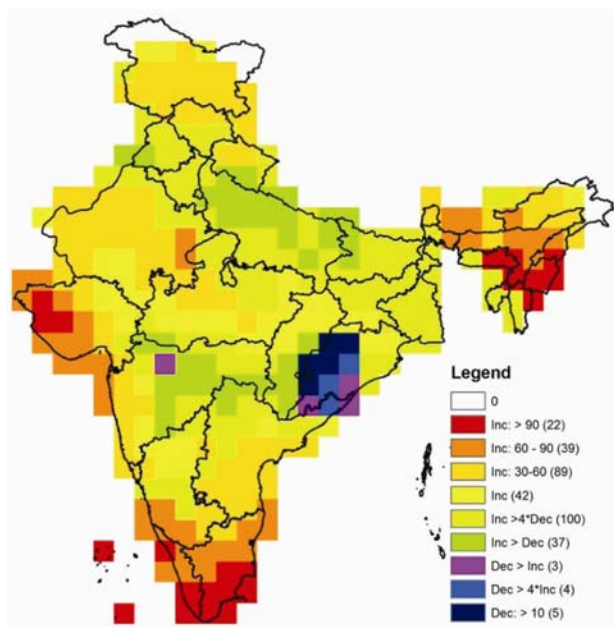 Legend
0
Inc: > 90 (22)
Inc: 60 - 90 (39)
Inc: 30-60 (89)
Inc (42)
Inc >4*Dec (100)
Inc > Dec (37)
Dec > Inc (3)
Dec > 4*Inc (4)
Dec: > 10 (5)